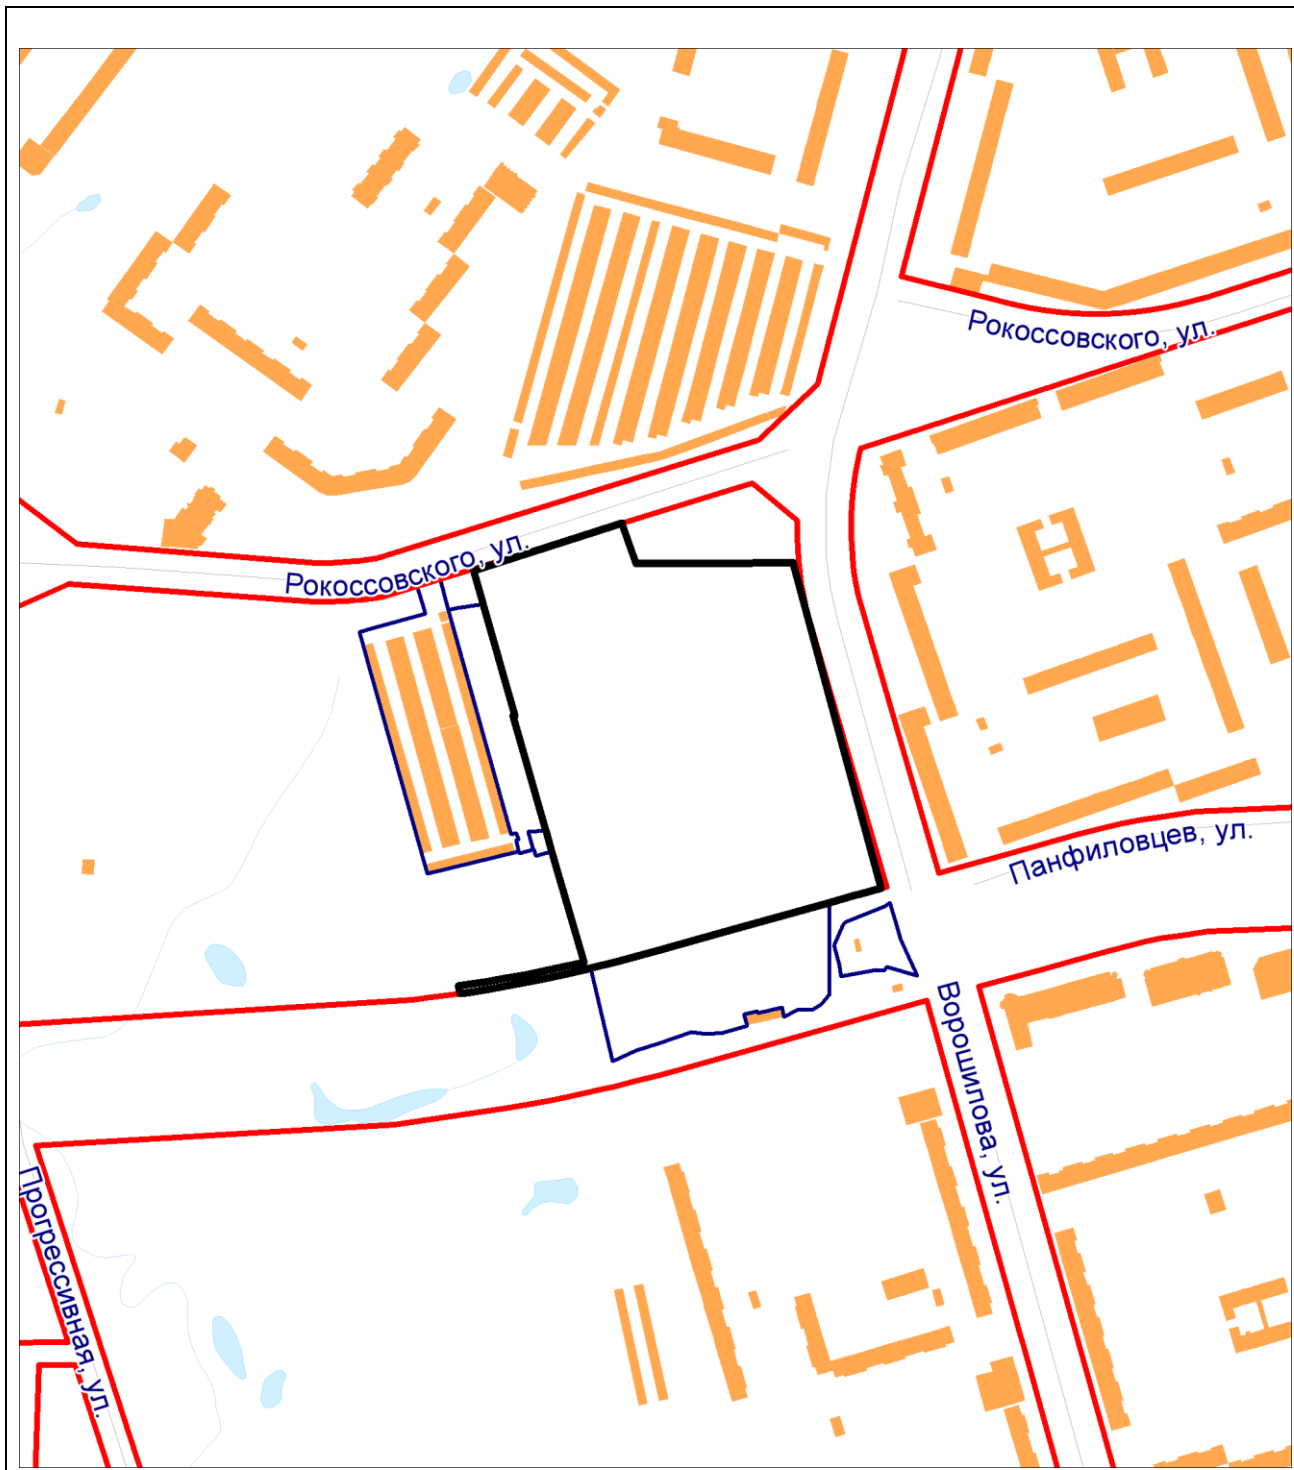 Рокоссовского, ул.
Рокоссовского, ул.
Панфиловцев, ул.
Ворошилова, ул.
Прогрессивная, ул.